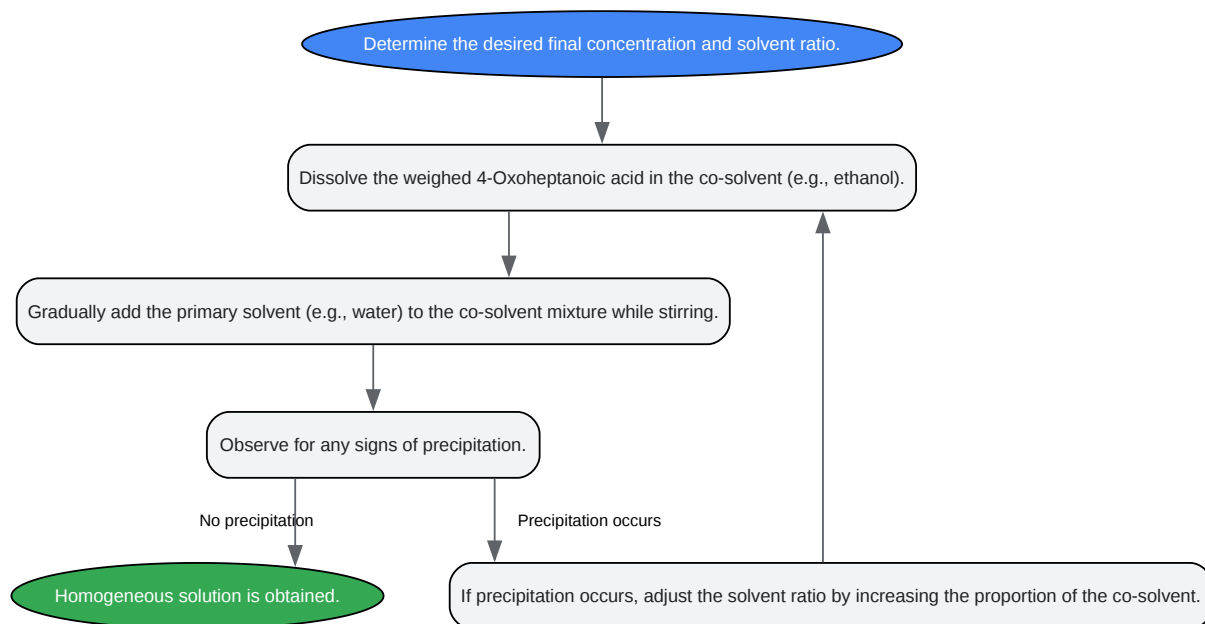 Determine the desired final concentration and solvent ratio.
Dissolve the weighed 4-Oxoheptanoic acid in the co-solvent (e.g., ethanol).
Gradually add the primary solvent (e.g., water) to the co-solvent mixture while stirring.
Observe for any signs of precipitation.
No precipitation
Precipitation occurs
Homogeneous solution is obtained.
If precipitation occurs, adjust the solvent ratio by increasing the proportion of the co-solvent.